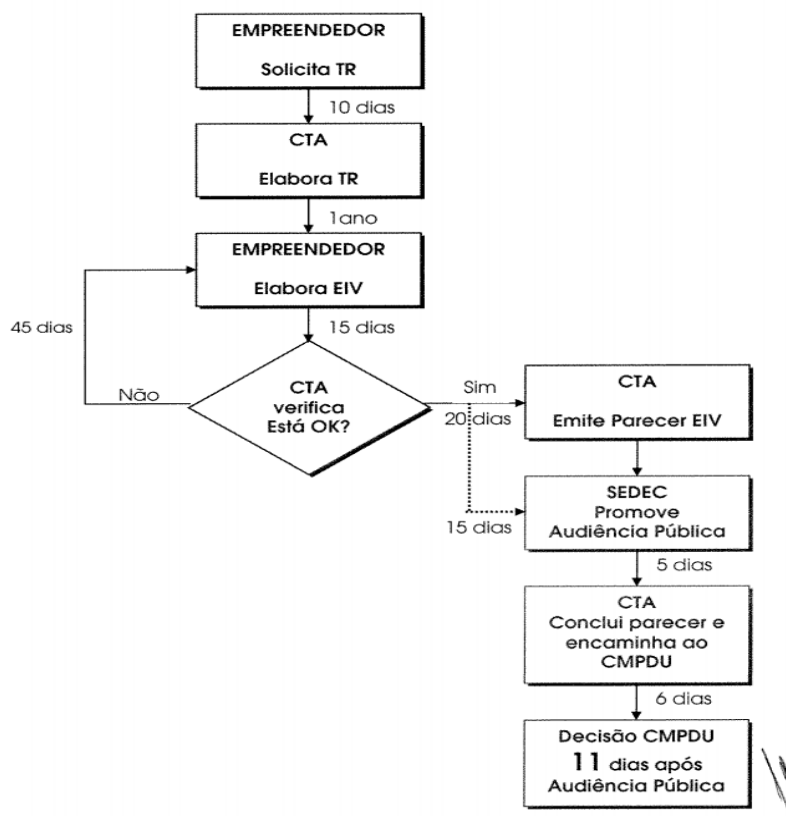 EMPREENDEDOR
Solicita TR
10 dias
CTA
Elabora TR
1ano
EMPREENDEDOR
Elabora EIV
45 dias
15 dias
Não
CTA
verifica
Está OK?
Sim
20 dias
CTA
Emite Parecer EIV
15 dias
SEDEC
Promove
Audiência Pública
5 dias
CTA
Conclui parecer e
encaminha ao
CMPDU
6 dias
Decisão CMPDU
11 dias após
Audiência Pública